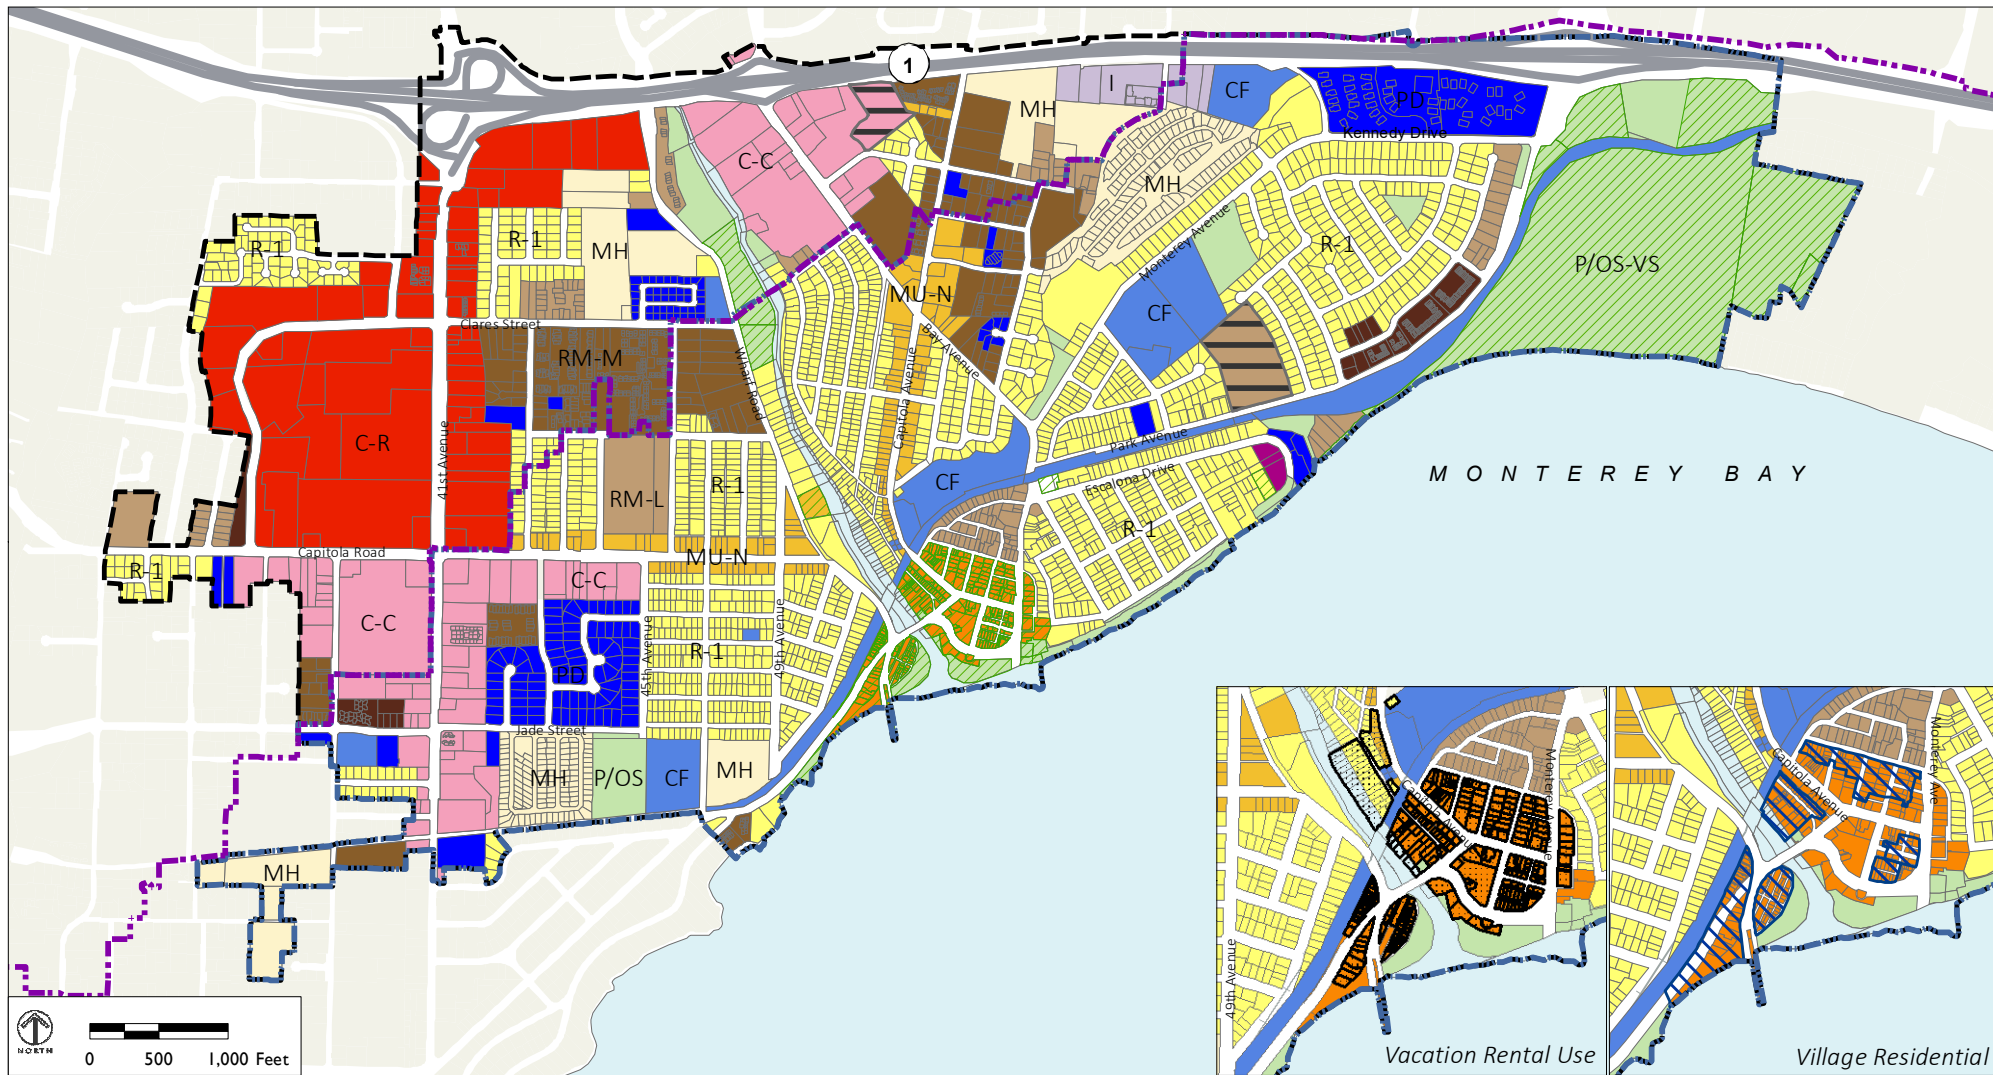 1
MH
I
CF
PD
Kennedy Drive
C-C
MH
Monterey Avenue
R-1
R-1
MH
R-1
P/OS-VS
MU-N
CF
Clares Street
RM-M
Wharf Road
Capitola Avenue
Bay Avenue
C-R
41st Avenue
Park Avenue
Escalona Drive
MONTEREY BAY
RM-L
R-1
CF
R-1
Capitola Road
MU-N
R-1
C-C
C-C
45th Avenue
R-1
49th Avenue
PD
Jade Street
MH
P/OS
CF
MH
MH
NORTH
0 500 1,000 Feet
Capitola Avenue
Monterey Avenue
49th Avenue
Vacation Rental Use
Capitola Avenue
Monterey Ave
Village Residential